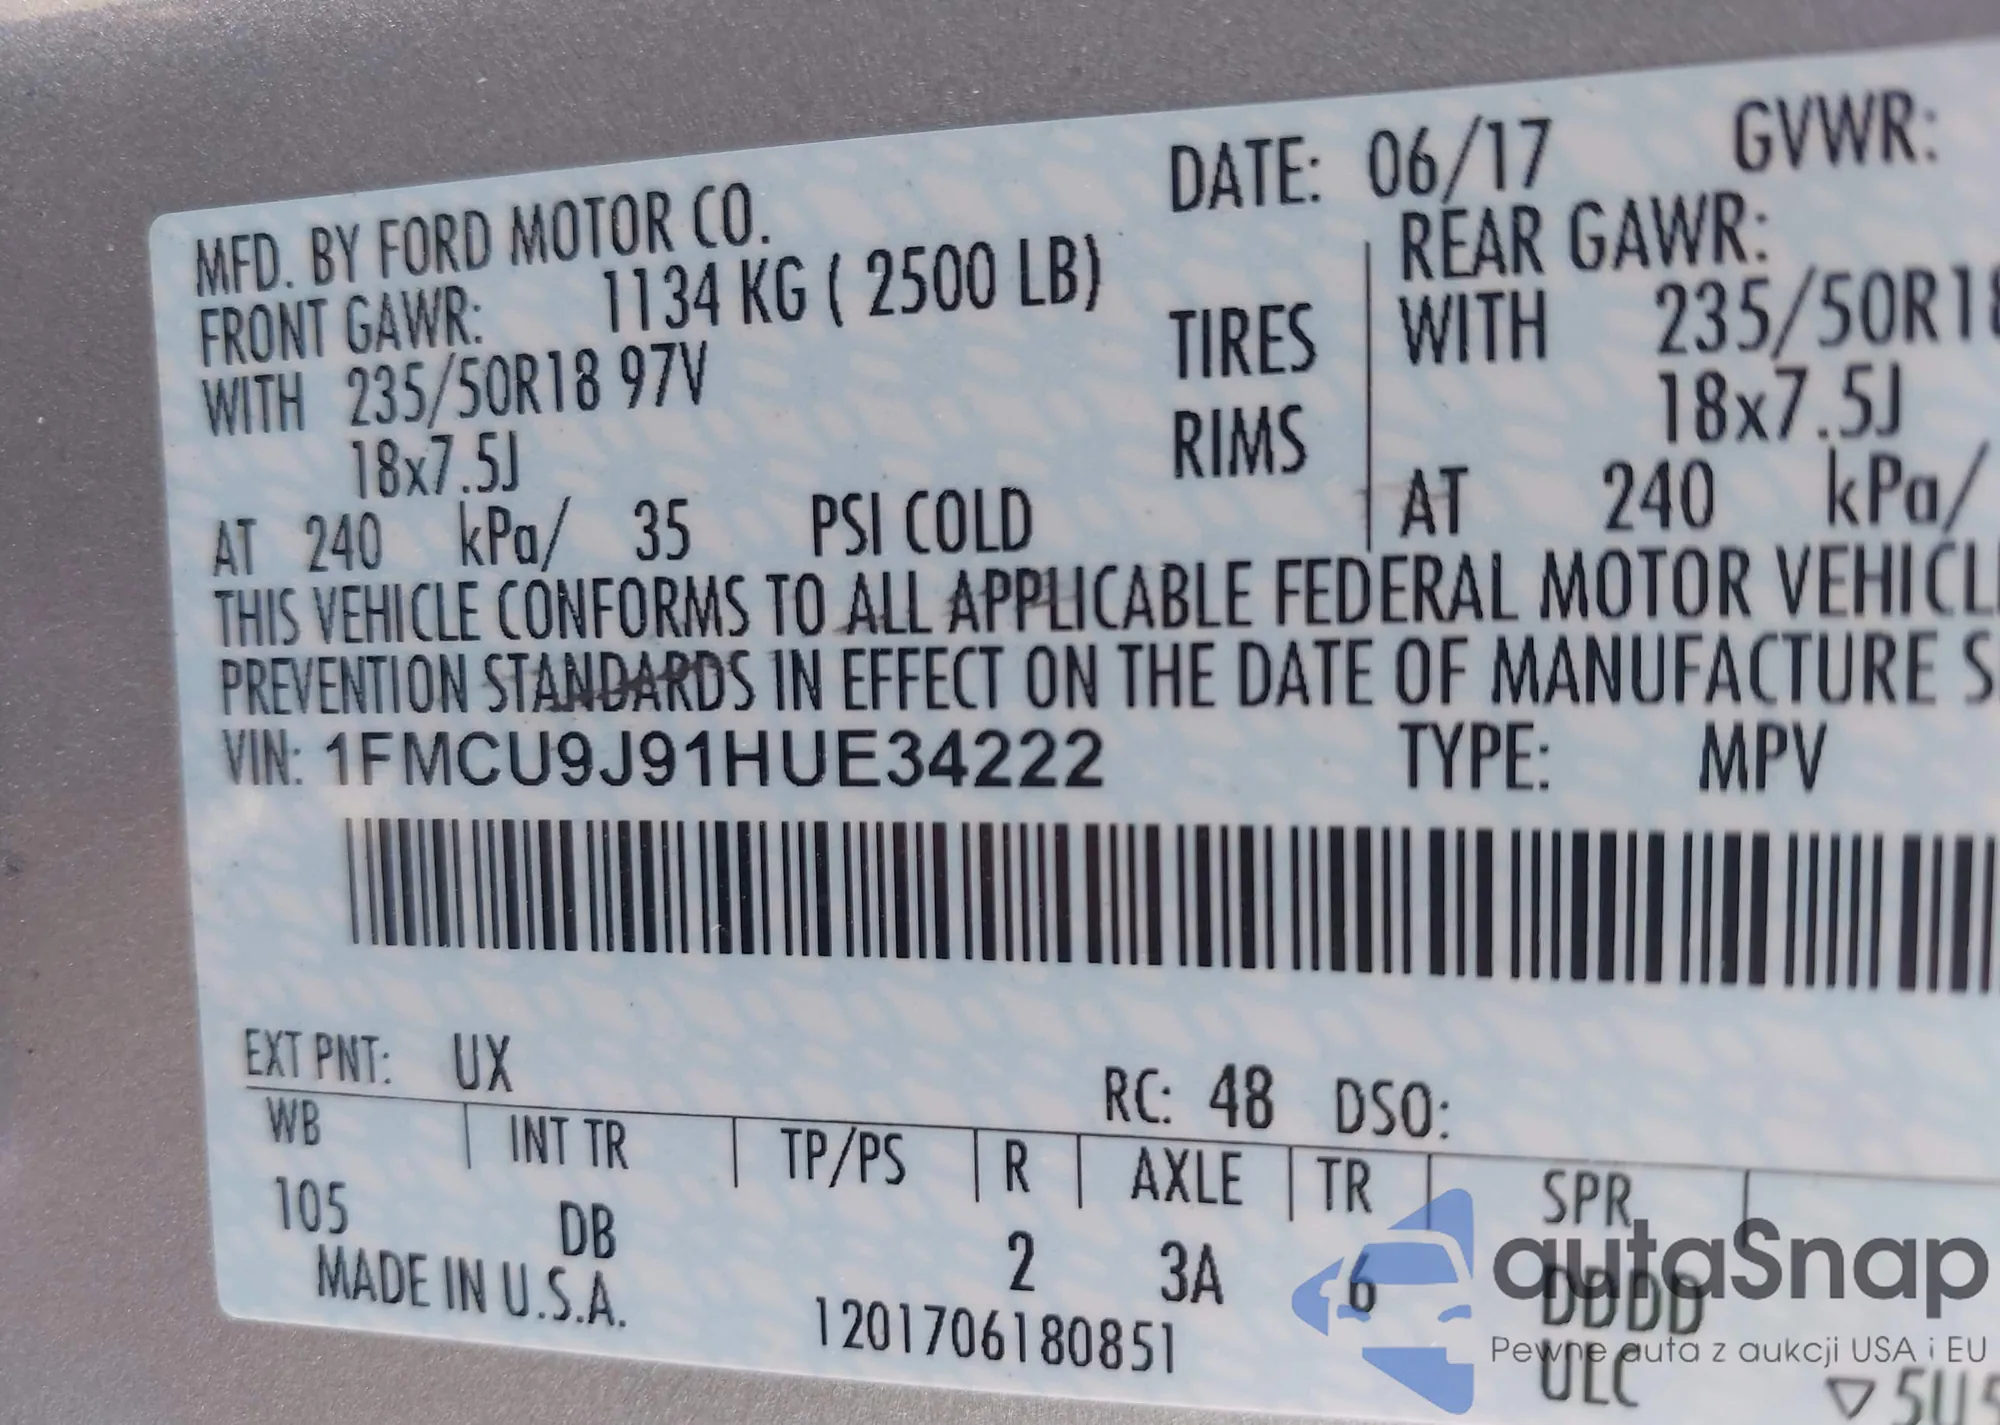 DATE: 06/17 GVWR:
MFD. BY FORD MOTOR CO.
FRONT GAWR: 1134 KG ( 2500 LB) REAR GAWR:
WITH 235/50R18 97V TIRES WITH 235/50R18
18x7.5J RIMS 18x7.5J
AT 240 kPa/ 35 PSI COLD AT 240 kPa/
THIS VEHICLE CONFORMS TO ALL APPLICABLE FEDERAL MOTOR VEHICL
PREVENTION STANDARDS IN EFFECT ON THE DATE OF MANUFACTURE S
VIN: 1FMCU9J91HUE34222 TYPE: MPV
EXT PNT: UX RC: 48 DSO:
WB INT TR TP/PS R AXLE TR SPR
105 DB 2 3A 6 DDDD
MADE IN U.S.A. 1201706180851 ULC
▽ 5U5
autaSnap
Pewne auta z aukcji USA i EU